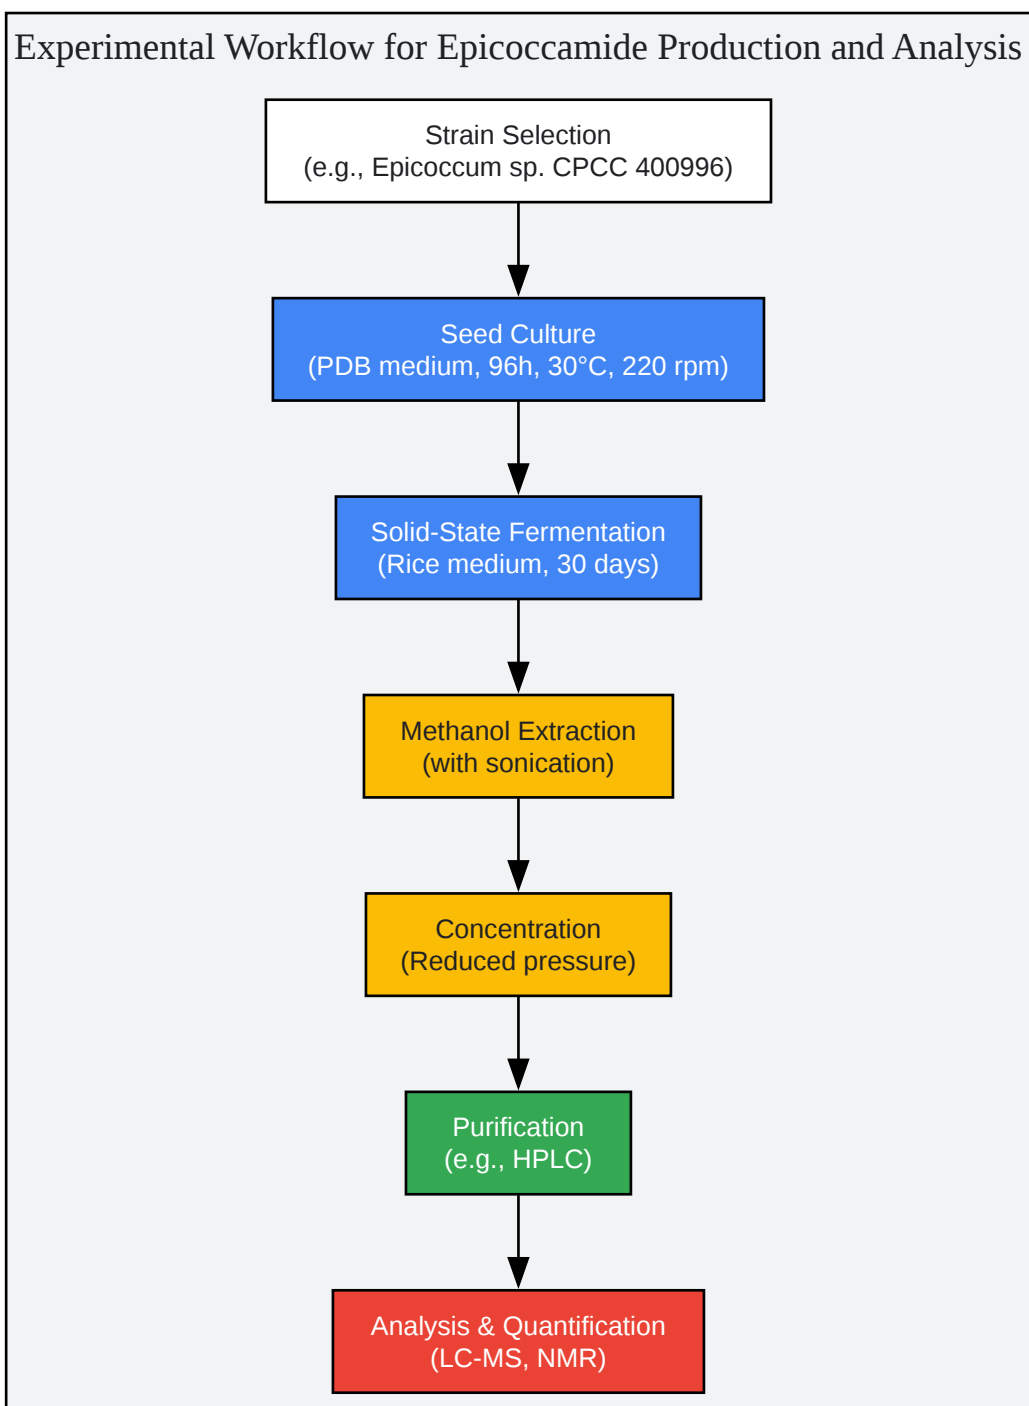 Experimental Workflow for Epicoccamide Production and Analysis
Strain Selection
(e.g., Epicoccum sp. CPCC 400996)
Seed Culture
(PDB medium, 96h, 30°C, 220 rpm)
Solid-State Fermentation
(Rice medium, 30 days)
Methanol Extraction
(with sonication)
Concentration
(Reduced pressure)
Purification
(e.g., HPLC)
Analysis & Quantification
(LC-MS, NMR)